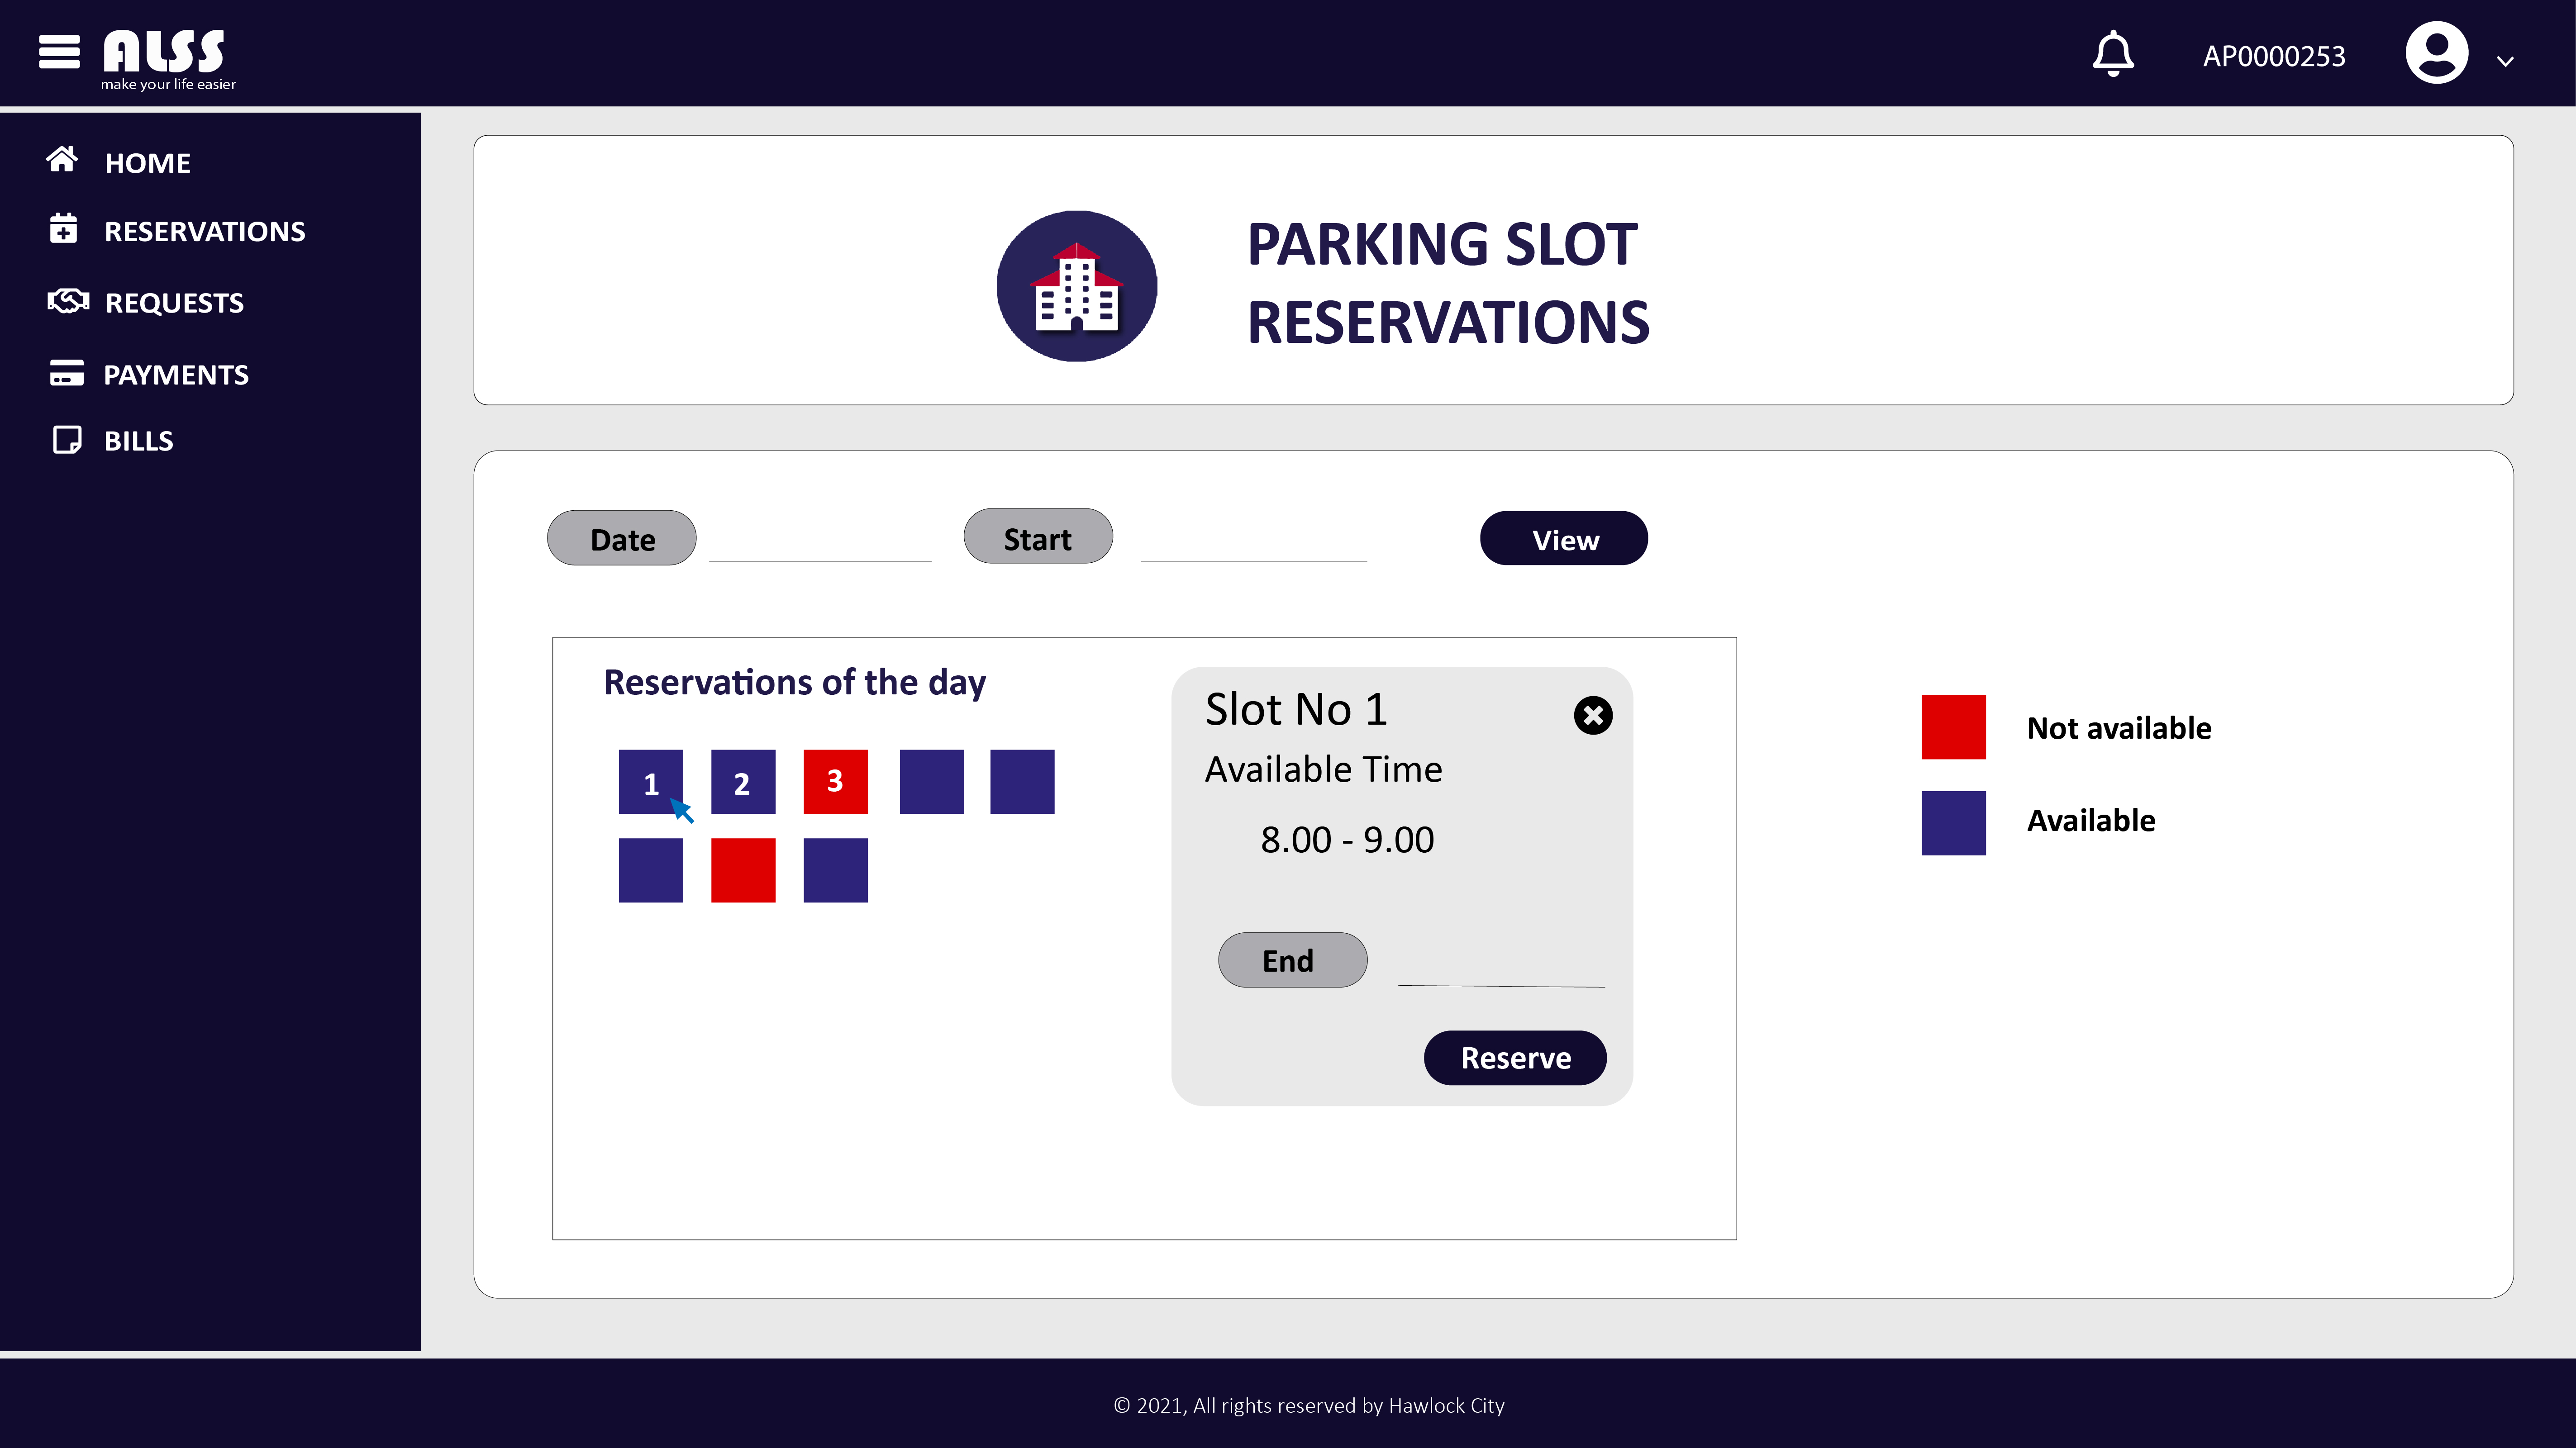 ALSS
make your life easier
AP0000253
HOME
RESERVATIONS
REQUESTS
PAYMENTS
BILLS
PARKING SLOT
RESERVATIONS
Date
Start
View
Reservations of the day
1 2 3
Slot No 1
Available Time
8.00 - 9.00
End
Reserve
Not available
Available
© 2021, All rights reserved by Hawlock City